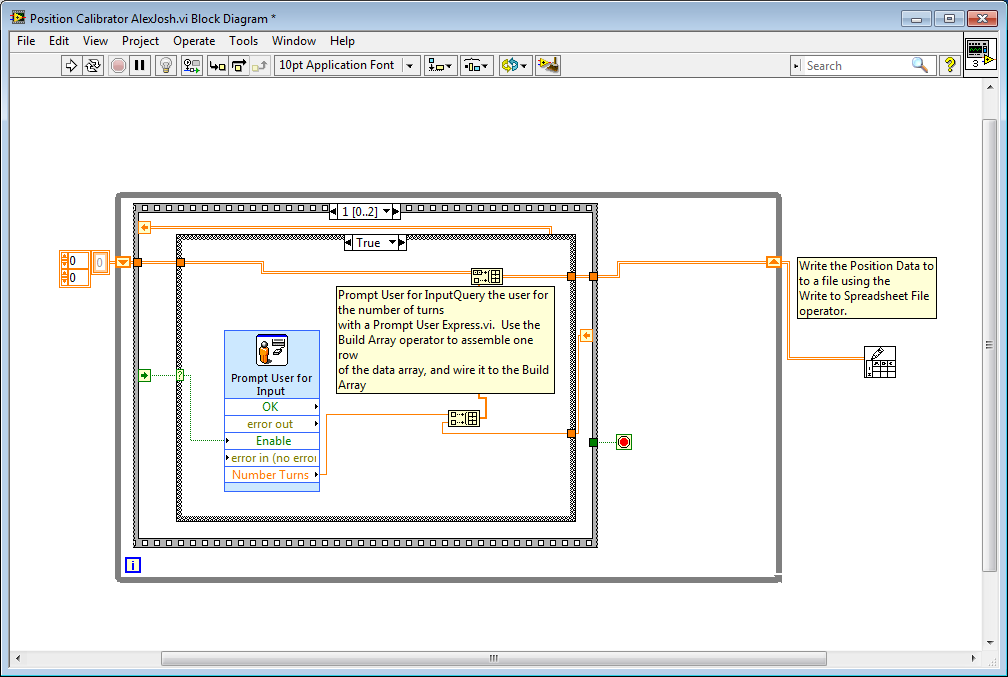 Position Calibrator AlexJosh.vi Block Diagram *
File Edit View Project Operate Tools Window Help
10pt Application Font
Search
?
3
1 [0..2]
True
0
0
0
Write the Position Data to
to a file using the
Write to Spreadsheet File
operator.
Prompt User for InputQuery the user for
the number of turns
with a Prompt User Express.vi. Use the
Build Array operator to assemble one
row
of the data array, and wire it to the Build
Array
?
Prompt User for
Input
OK
error out
Enable
error in (no erroi
Number Turns
i